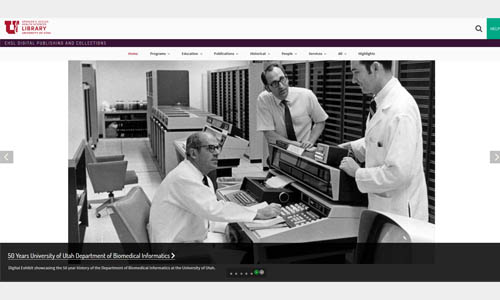 SPENCER S. ECCLES
HEALTH SCIENCES
LIBRARY
UNIVERSITY OF UTAH
HELP
EHSL DIGITAL PUBLISHING AND COLLECTIONS
Home Programs Education Publications Historical People Services All Highlights
50 Years University of Utah Department of Biomedical Informatics
Digital Exhibit showcasing the 50 year history of the Department of Biomedical Informatics at the University of Utah.